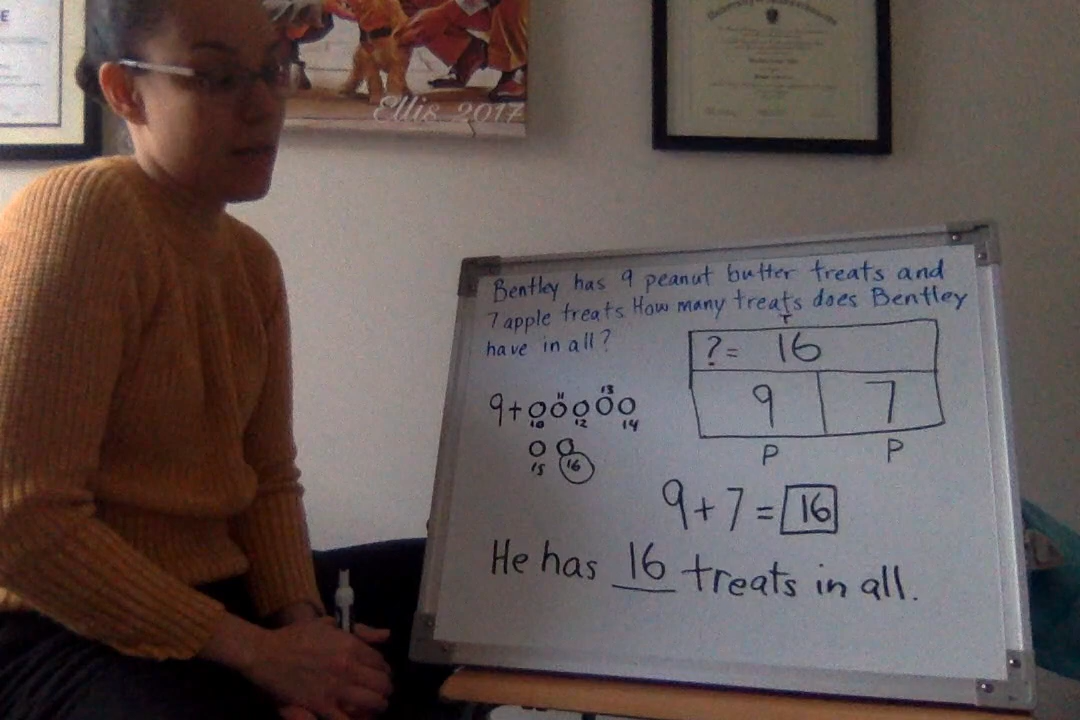 E
Ellis 2017
Bentley has 9 peanut butter treats and
7 apple treats. How many treats does Bentley
have in all?
T
?= 16
9 7
P P
9+
10 11 12 13 14
15 16
9+7=16
He has 16 treats in all.